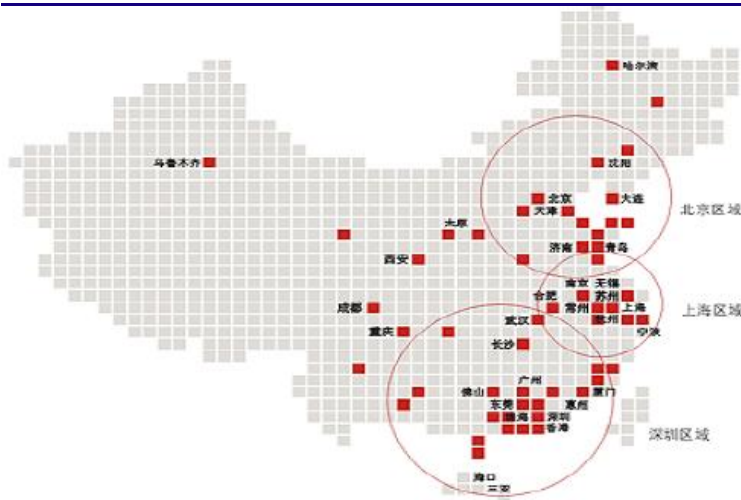 哈尔滨
乌鲁木齐
沈阳
北京
大连
天津
北京区域
太原
济南
青岛
西安
南京 无锡
合肥
苏州
成都
常州
上海
上海区域
武汉
杭州
宁波
重庆
长沙
广州
佛山
厦门
东莞
惠州
珠海
深圳
香港
深圳区域
海口
三亚